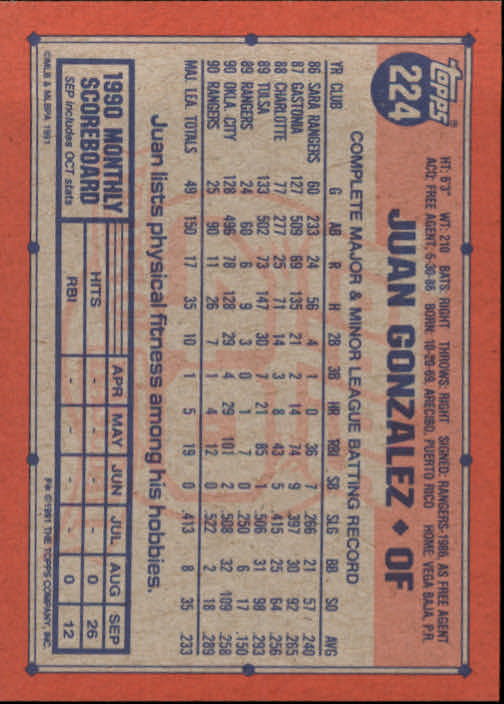 topps®
224
HT: 6'3" WT: 210 BATS: RIGHT THROWS: RIGHT SIGNED: RANGERS-1986, AS FREE AGENT
ACQ: FREE AGENT, 5-30-86 BORN: 10-20-69, ARECIBO, PUERTO RICO HOME: VEGA BAJA, P.R.
JUAN GONZALEZ ◆ OF
COMPLETE MAJOR & MINOR LEAGUE BATTING RECORD
YR CLUB G AB R H 2B 3B HR RBI SB SLG BB SO AVG
86 SARA. RANGERS 60 233 24 56 4 1 0 36 7 .266 21 57 .240
87 GASTONIA 127 509 69 135 21 2 14 74 9 .397 30 92 .265
88 CHARLOTTE 77 277 25 71 14 3 8 43 5 .415 25 64 .256
89 TULSA 133 502 73 147 30 7 21 85 1 .506 31 98 .293
89 RANGERS 24 60 6 9 3 0 1 7 0 .250 6 17 .150
90 OKLA. CITY 128 496 78 128 29 4 29 101 2 .508 32 109 .258
90 RANGERS 25 90 11 26 7 1 4 12 0 .522 2 18 .289
MAJ. LEA. TOTALS 49 150 17 35 10 1 5 19 0 .413 8 35 .233
Juan lists physical fitness among his hobbies.
1990 MONTHLY
SCOREBOARD
SEP includes OCT stats
APR MAY JUN JUL AUG SEP
HITS - - - - 0 26
RBI - - - - 0 12
©MLB & MLBPA 1991
F* ©1991 THE TOPPS COMPANY, INC.